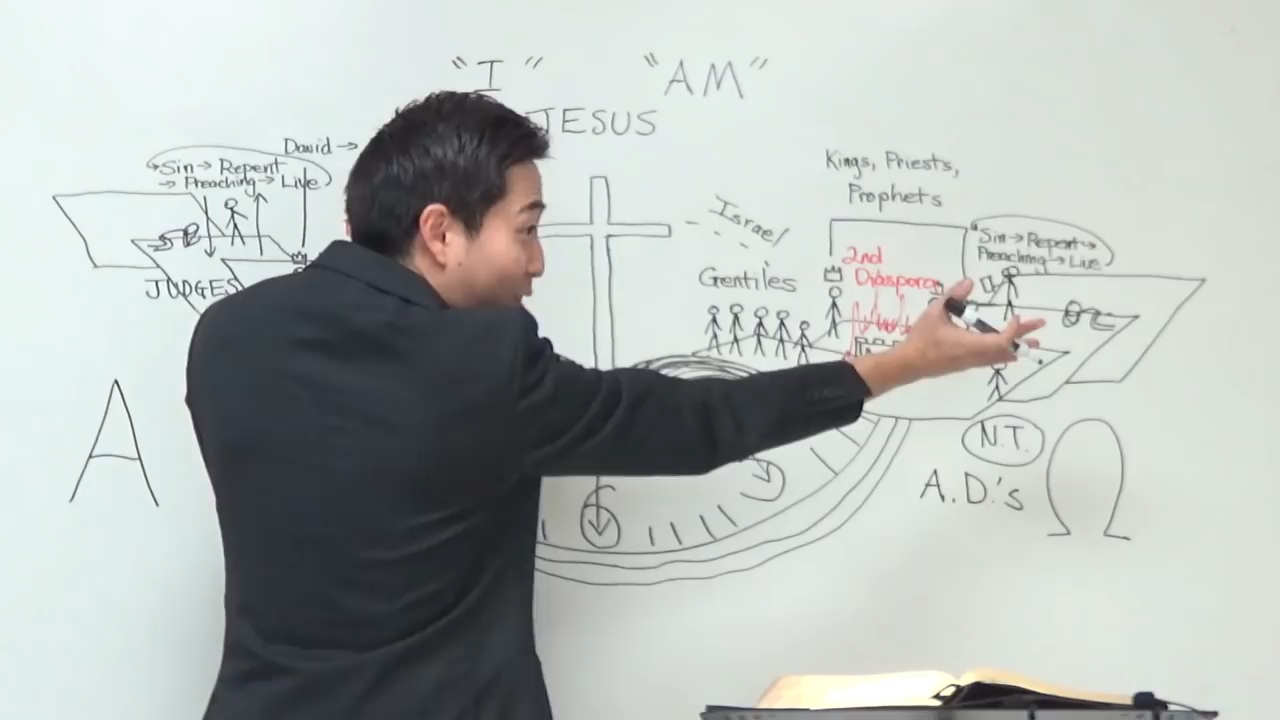 "I" "AM"
JESUS
David →
Sin → Repent
→ Preaching → Live
JUDGES
A
Israel
Gentiles
Kings, Priests,
Prophets
2nd
Diaspora
Sin → Repent →
Preaching → Live
N.T.
A.D.'s
Ω
6